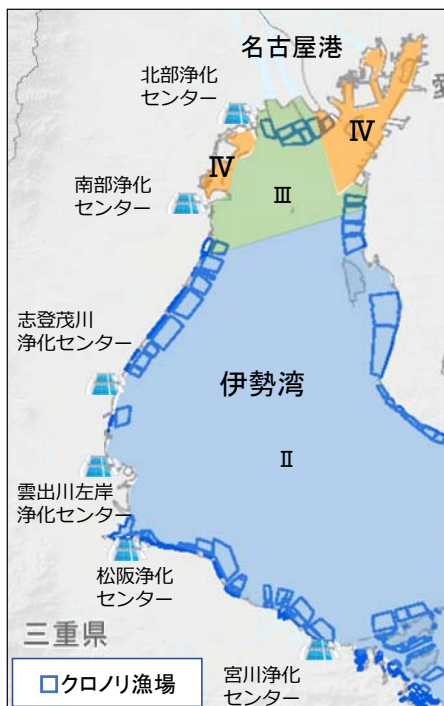 名古屋港
北部浄化
センター
愛
Ⅳ
Ⅳ
南部浄化
センター
Ⅲ
志登茂川
浄化センター
伊勢湾
Ⅱ
雲出川左岸
浄化センター
松阪浄化
センター
三重県
宮川浄化
センター
クロノリ漁場